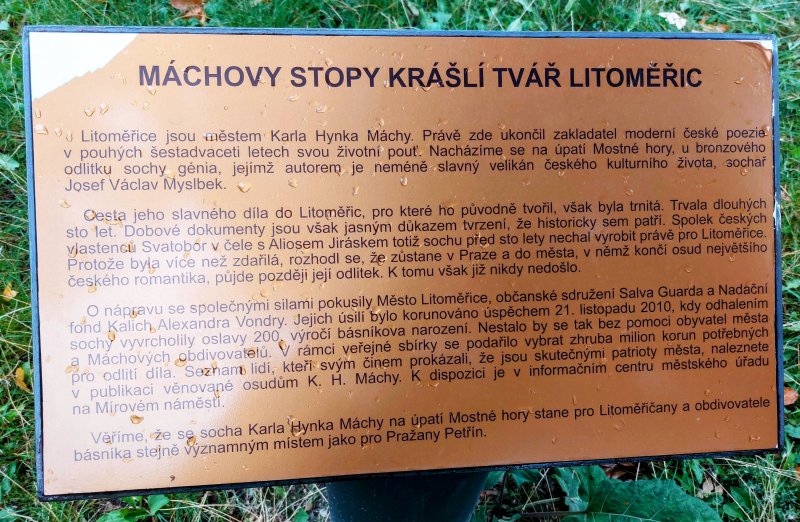 MÁCHOVY STOPY KRÁŠLÍ TVÁŘ LITOMĚŘIC
Litoměřice jsou městem Karla Hynka Máchy. Právě zde ukončil zakladatel moderní české poezie
v pouhých šestadvaceti letech svou životní pouť. Nacházíme se na úpatí Mostné hory, u bronzového
odlitku sochy génia, jejímž autorem je neméně slavný velikán českého kulturního života, sochař
Josef Václav Myslbek.
Cesta jeho slavného díla do Litoměřic, pro které ho původně tvořil, však byla trnitá. Trvala dlouhých
sto let. Dobové dokumenty jsou však jasným důkazem tvrzení, že historicky sem patří. Spolek českých
vlastenců Svatobor v čele s Aliosem Jiráskem totiž sochu před sto lety nechal vyrobit právě pro Litoměřice.
Protože byla více než zdařilá, rozhodl se, že zůstane v Praze a do města, v němž končí osud největšího
českého romantika, půjde později její odlitek. K tomu však již nikdy nedošlo.
O nápravu se společnými silami pokusily Město Litoměřice, občanské sdružení Salva Guarda a Nadační
fond Kalich Alexandra Vondry. Jejich úsilí bylo korunováno úspěchem 21. listopadu 2010, kdy odhalením
sochy vyvrcholily oslavy 200. výročí básníkova narození. Nestalo by se tak bez pomoci obyvatel města
a Máchových obdivovatelů. V rámci veřejné sbírky se podařilo vybrat zhruba milion korun potřebných
pro odlití díla. Seznam lidí, kteří svým činem prokázali, že jsou skutečnými patrioty města, naleznete
v publikaci věnované osudům K. H. Máchy. K dispozici je v informačním centru městského úřadu
na Mírovém náměstí.
Věříme, že se socha Karla Hynka Máchy na úpatí Mostné hory stane pro Litoměřičany a obdivovatele
básníka stejně významným místem jako pro Pražany Petřín.